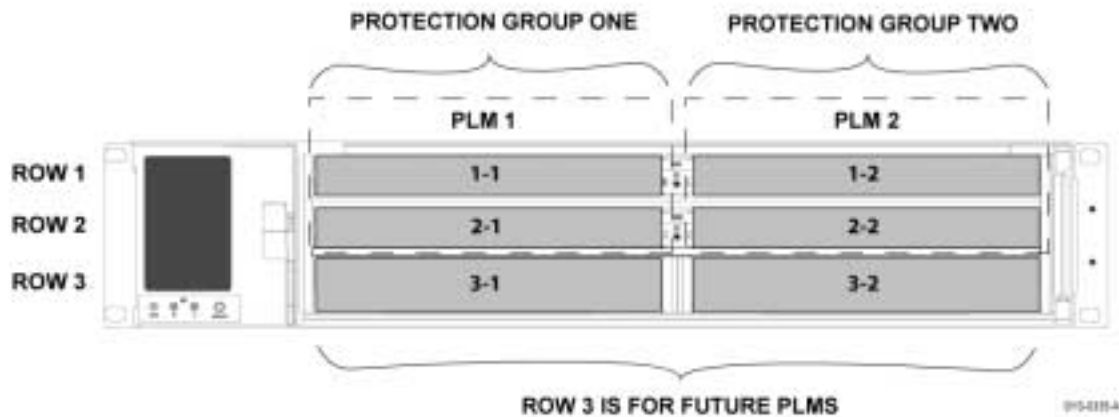 PROTECTION GROUP ONE
PROTECTION GROUP TWO
PLM 1
PLM 2
ROW 1
1-1
1-2
ROW 2
2-1
2-2
ROW 3
3-1
3-2
ROW 3 IS FOR FUTURE PLMS